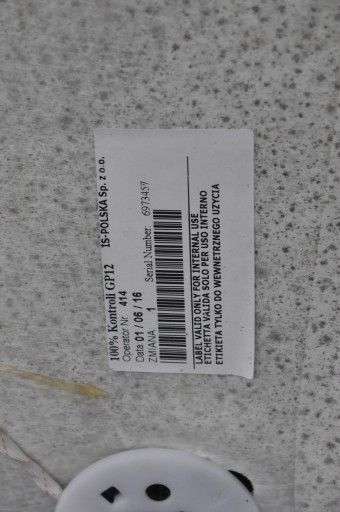 100% Kontroli GP12 IS-POLSKA Sp. z o.o.
Operator Nr. 414
Data 01 / 06 / 16
ZMIANA 1 Serial Number 6973457
LABEL VALID ONLY FOR INTERNAL USE
ETICHETTA VALIDA SOLO PER USO INTERNO
ETIKIETA TYLKO DO WEWNETRZNEGO UZYCIA